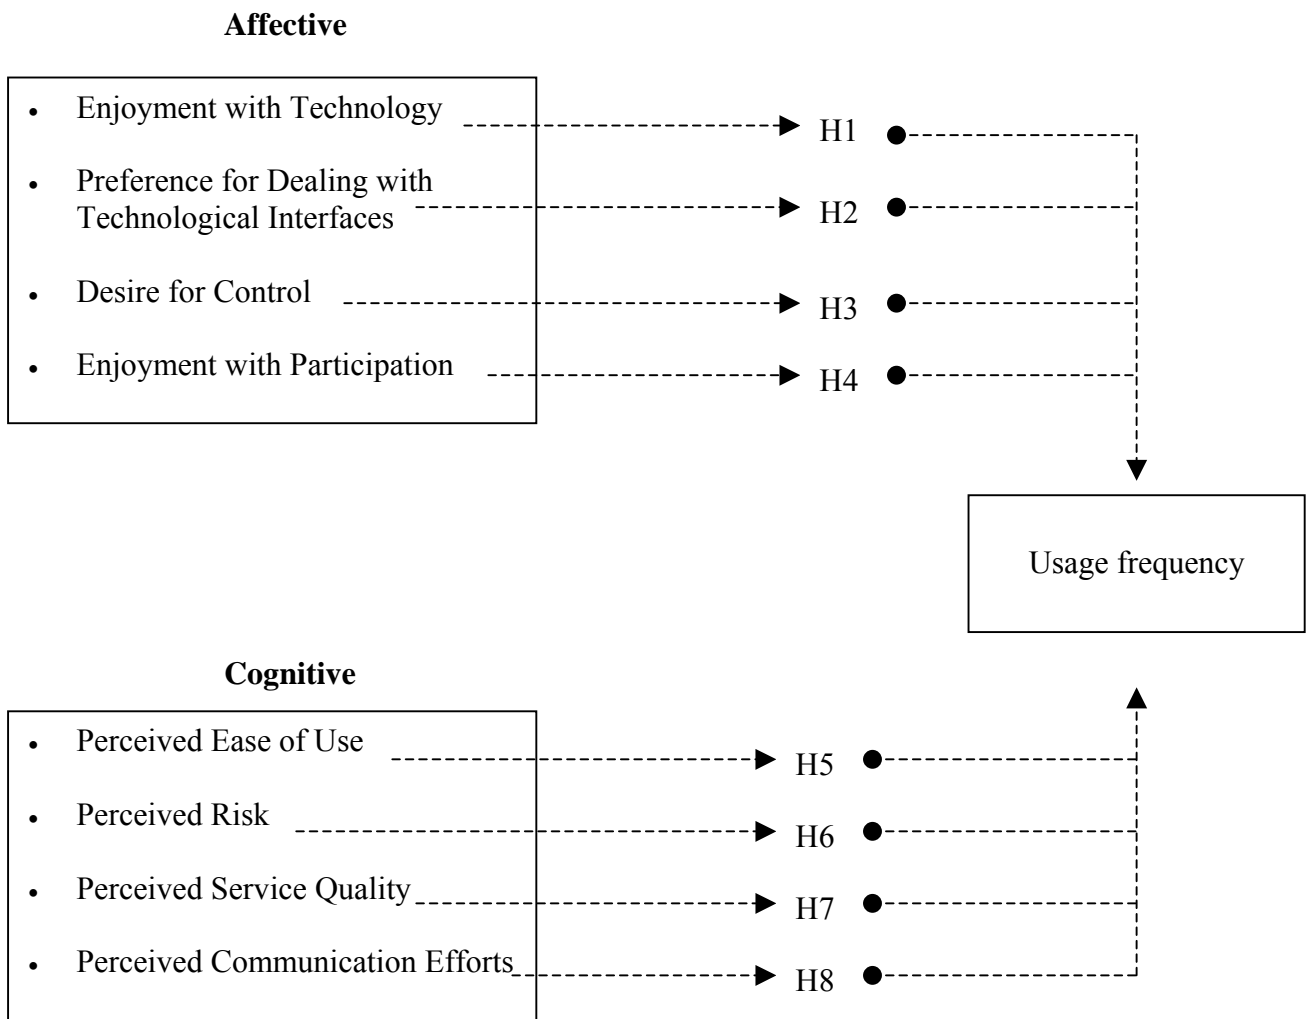 Affective
• Enjoyment with Technology
H1
• Preference for Dealing with
Technological Interfaces
H2
• Desire for Control
H3
• Enjoyment with Participation
H4
Usage frequency
Cognitive
• Perceived Ease of Use
H5
• Perceived Risk
H6
• Perceived Service Quality
H7
• Perceived Communication Efforts
H8